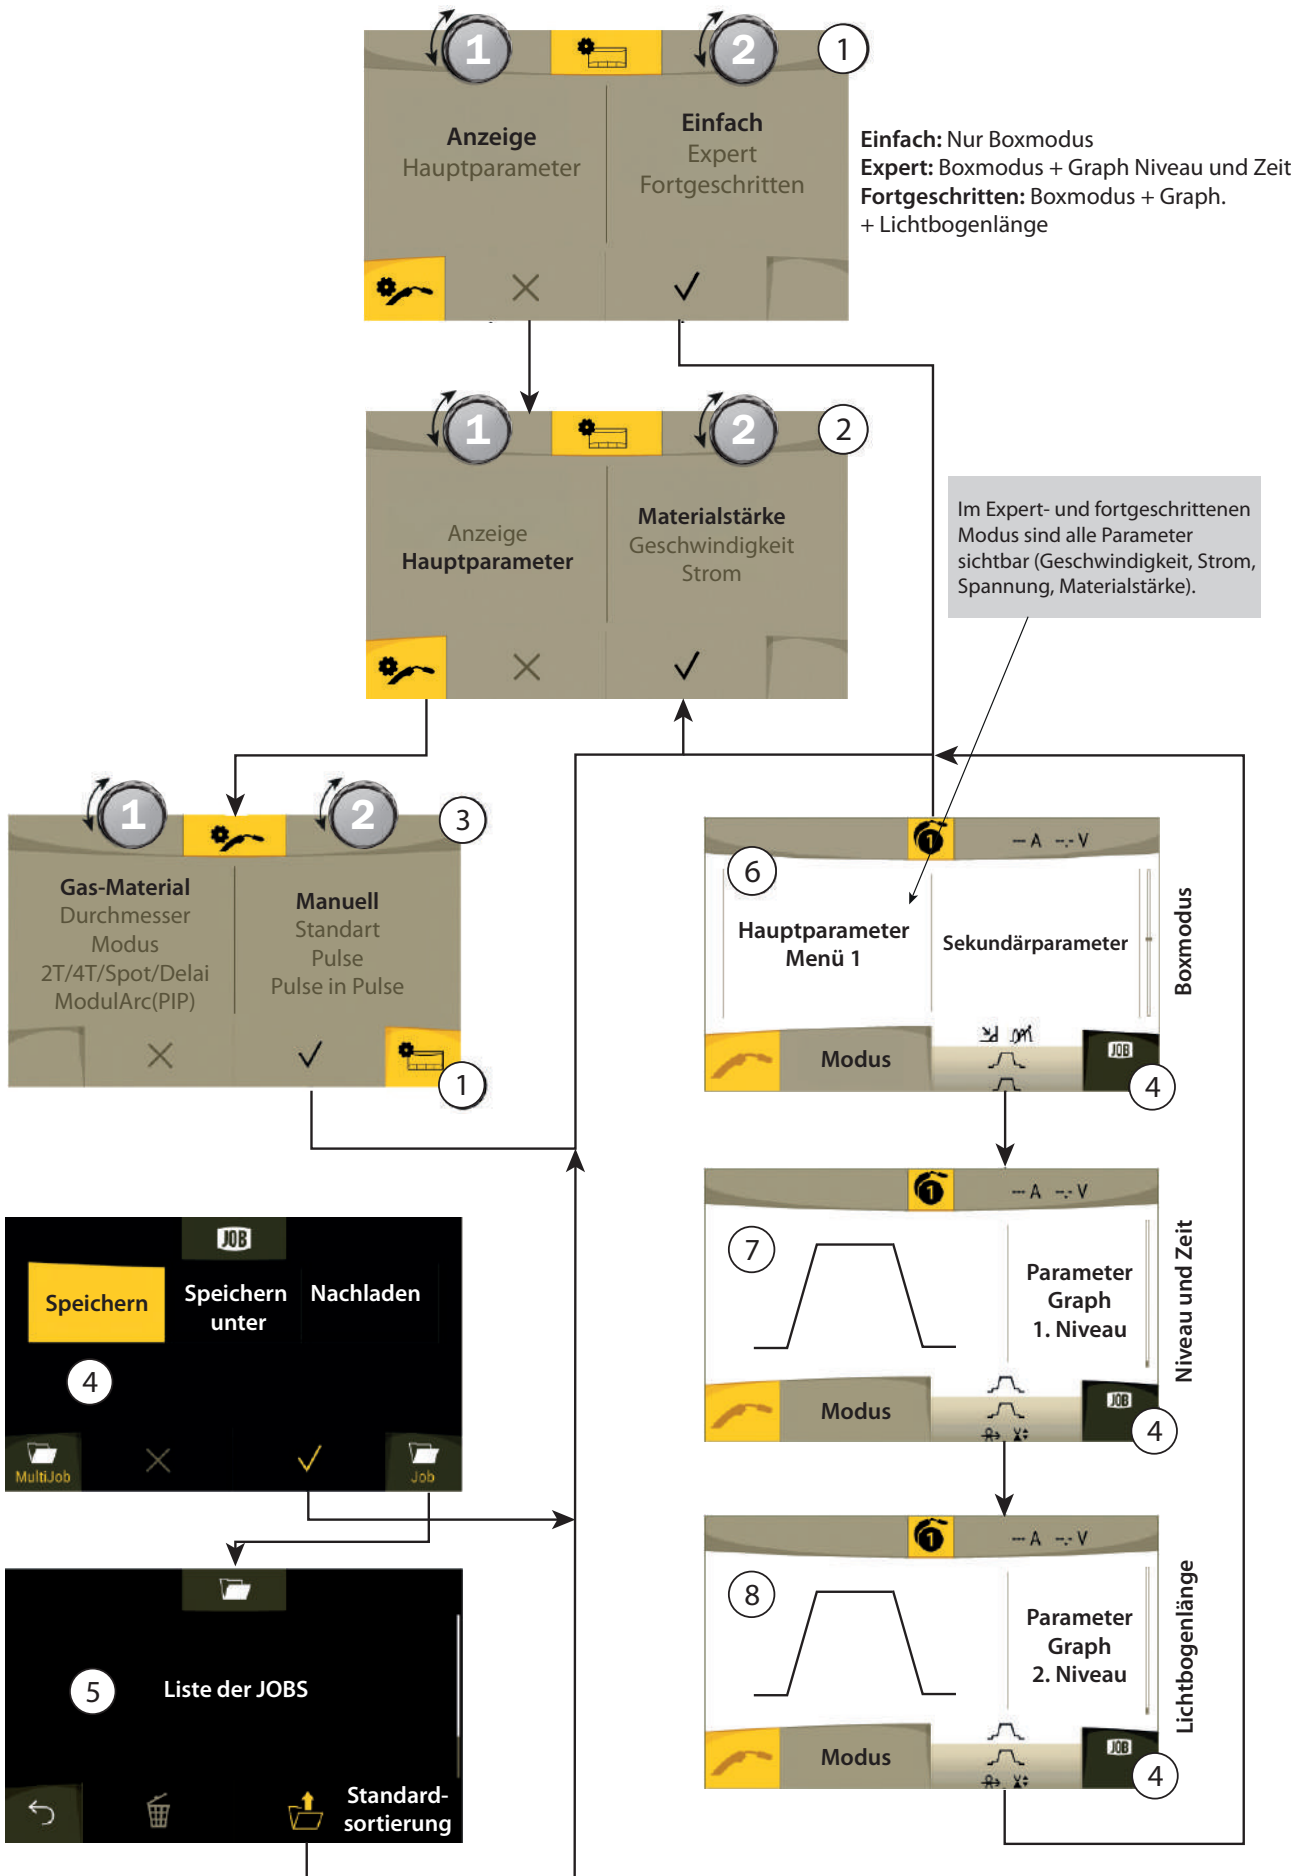 1
2
1
Anzeige
Hauptparameter
Einfach
Expert
Fortgeschritten
Einfach: Nur Boxmodus
Expert: Boxmodus + Graph Niveau und Zeit
Fortgeschritten: Boxmodus + Graph.
+ Lichtbogenlänge
1
2
2
Anzeige
Hauptparameter
Materialstärke
Geschwindigkeit
Strom
Im Expert- und fortgeschrittenen
Modus sind alle Parameter
sichtbar (Geschwindigkeit, Strom,
Spannung, Materialstärke).
1
2
3
Gas-Material
Durchmesser
Modus
2T/4T/Spot/Delai
ModulArc(PIP)
Manuell
Standart
Pulse
Pulse in Pulse
1
1
--- A --.- V
6
Hauptparameter
Menü 1
Sekundärparameter
Modus
JOB
4
Boxmodus
1
--- A --.- V
7
Parameter
Graph
1. Niveau
Modus
JOB
4
Niveau und Zeit
1
--- A --.- V
8
Parameter
Graph
2. Niveau
Modus
JOB
4
Lichtbogenlänge
JOB
Speichern
Speichern
unter
Nachladen
4
MultiJob
Job
5
Liste der JOBS
Standard-
sortierung